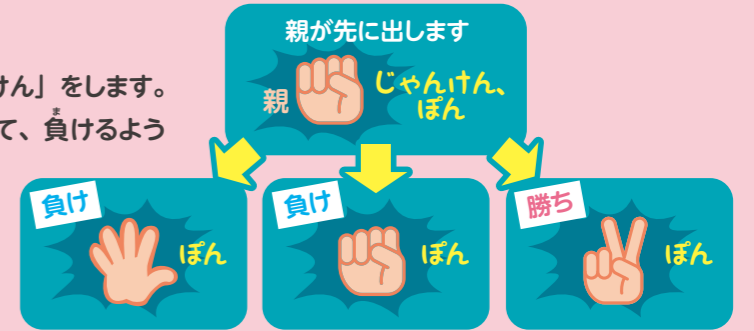 親が先に出します
けん」をします。
て、負けるよう
ま
親
じゃんけん、
ぽん
負け
ぽん
負け
ぽん
勝ち
ぽん